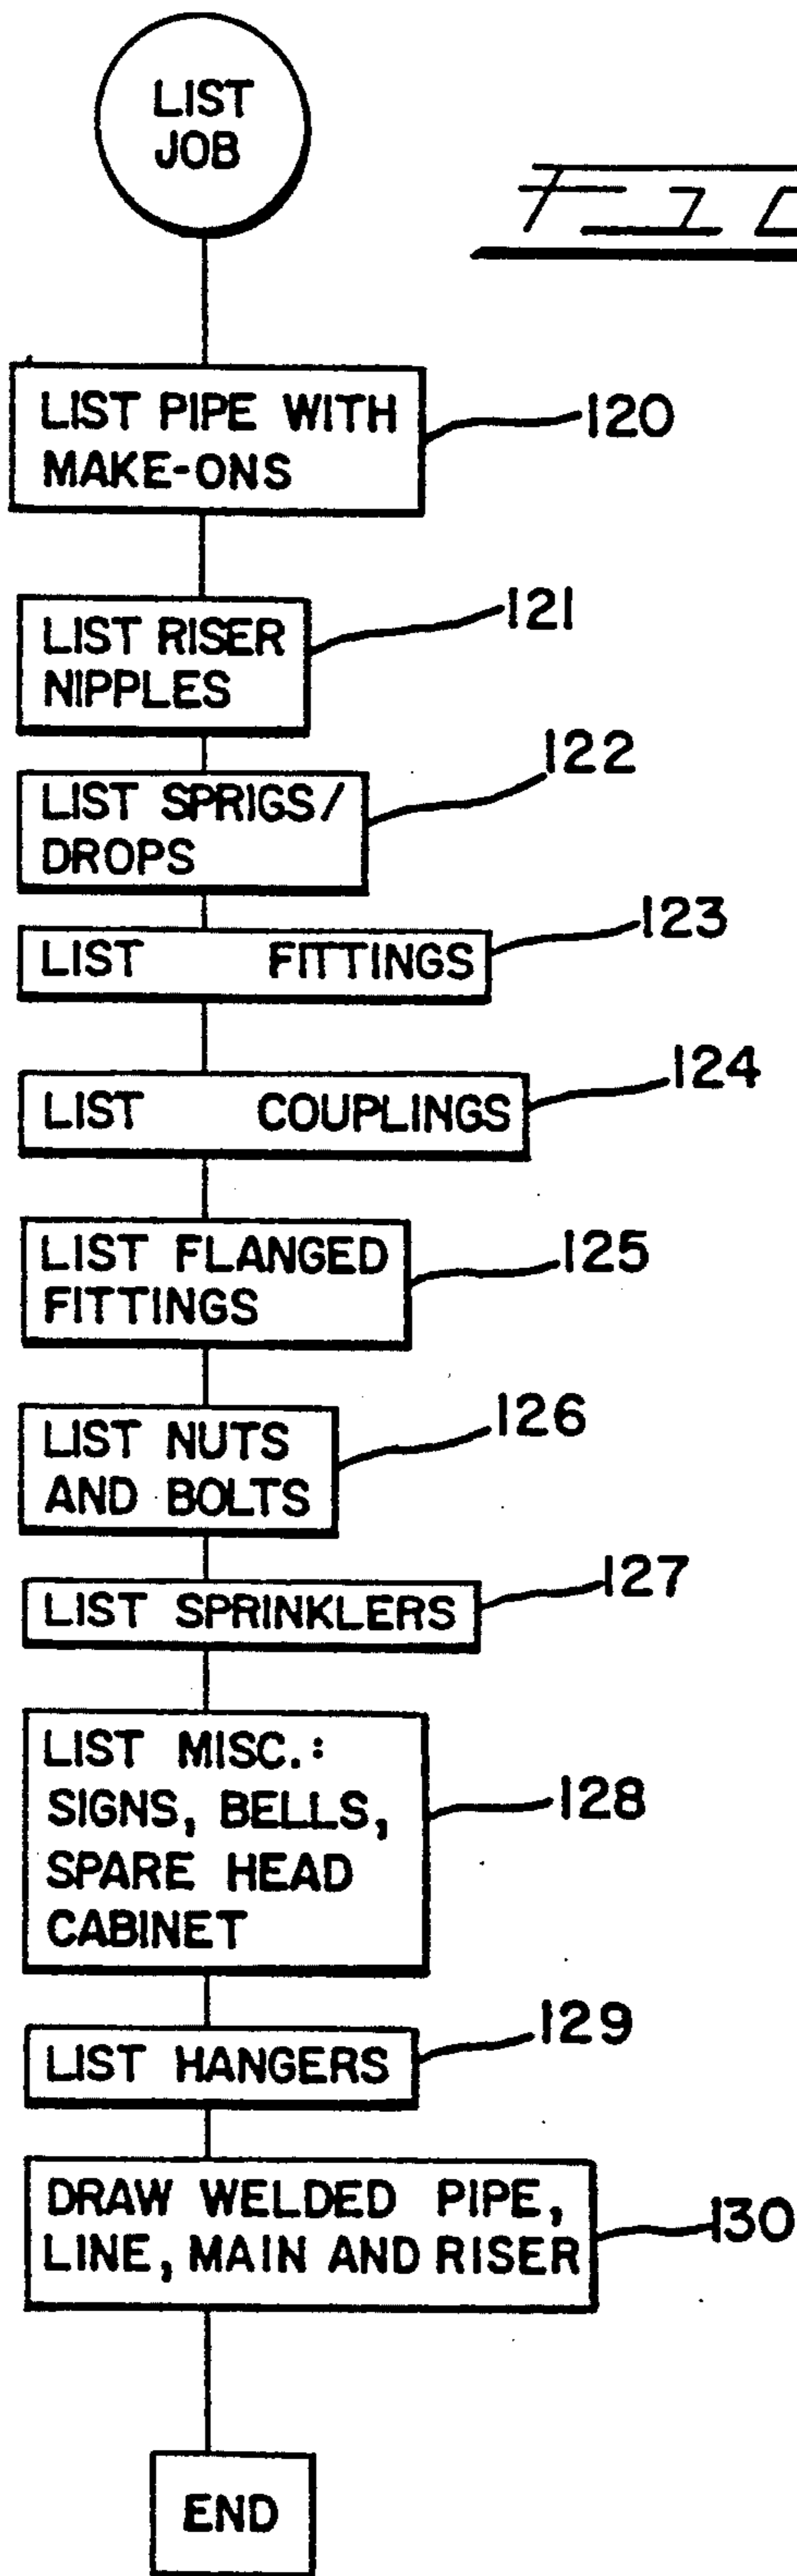 LIST
JOB
LIST PIPE WITH
MAKE-ONS
120
LIST RISER
NIPPLES
121
LIST SPRIGS/
DROPS
122
LIST FITTINGS
123
LIST COUPLINGS
124
LIST FLANGED
FITTINGS
125
LIST NUTS
AND BOLTS
126
LIST SPRINKLERS
127
LIST MISC.:
SIGNS, BELLS,
SPARE HEAD
CABINET
128
LIST HANGERS
129
DRAW WELDED PIPE,
LINE, MAIN AND RISER
130
END